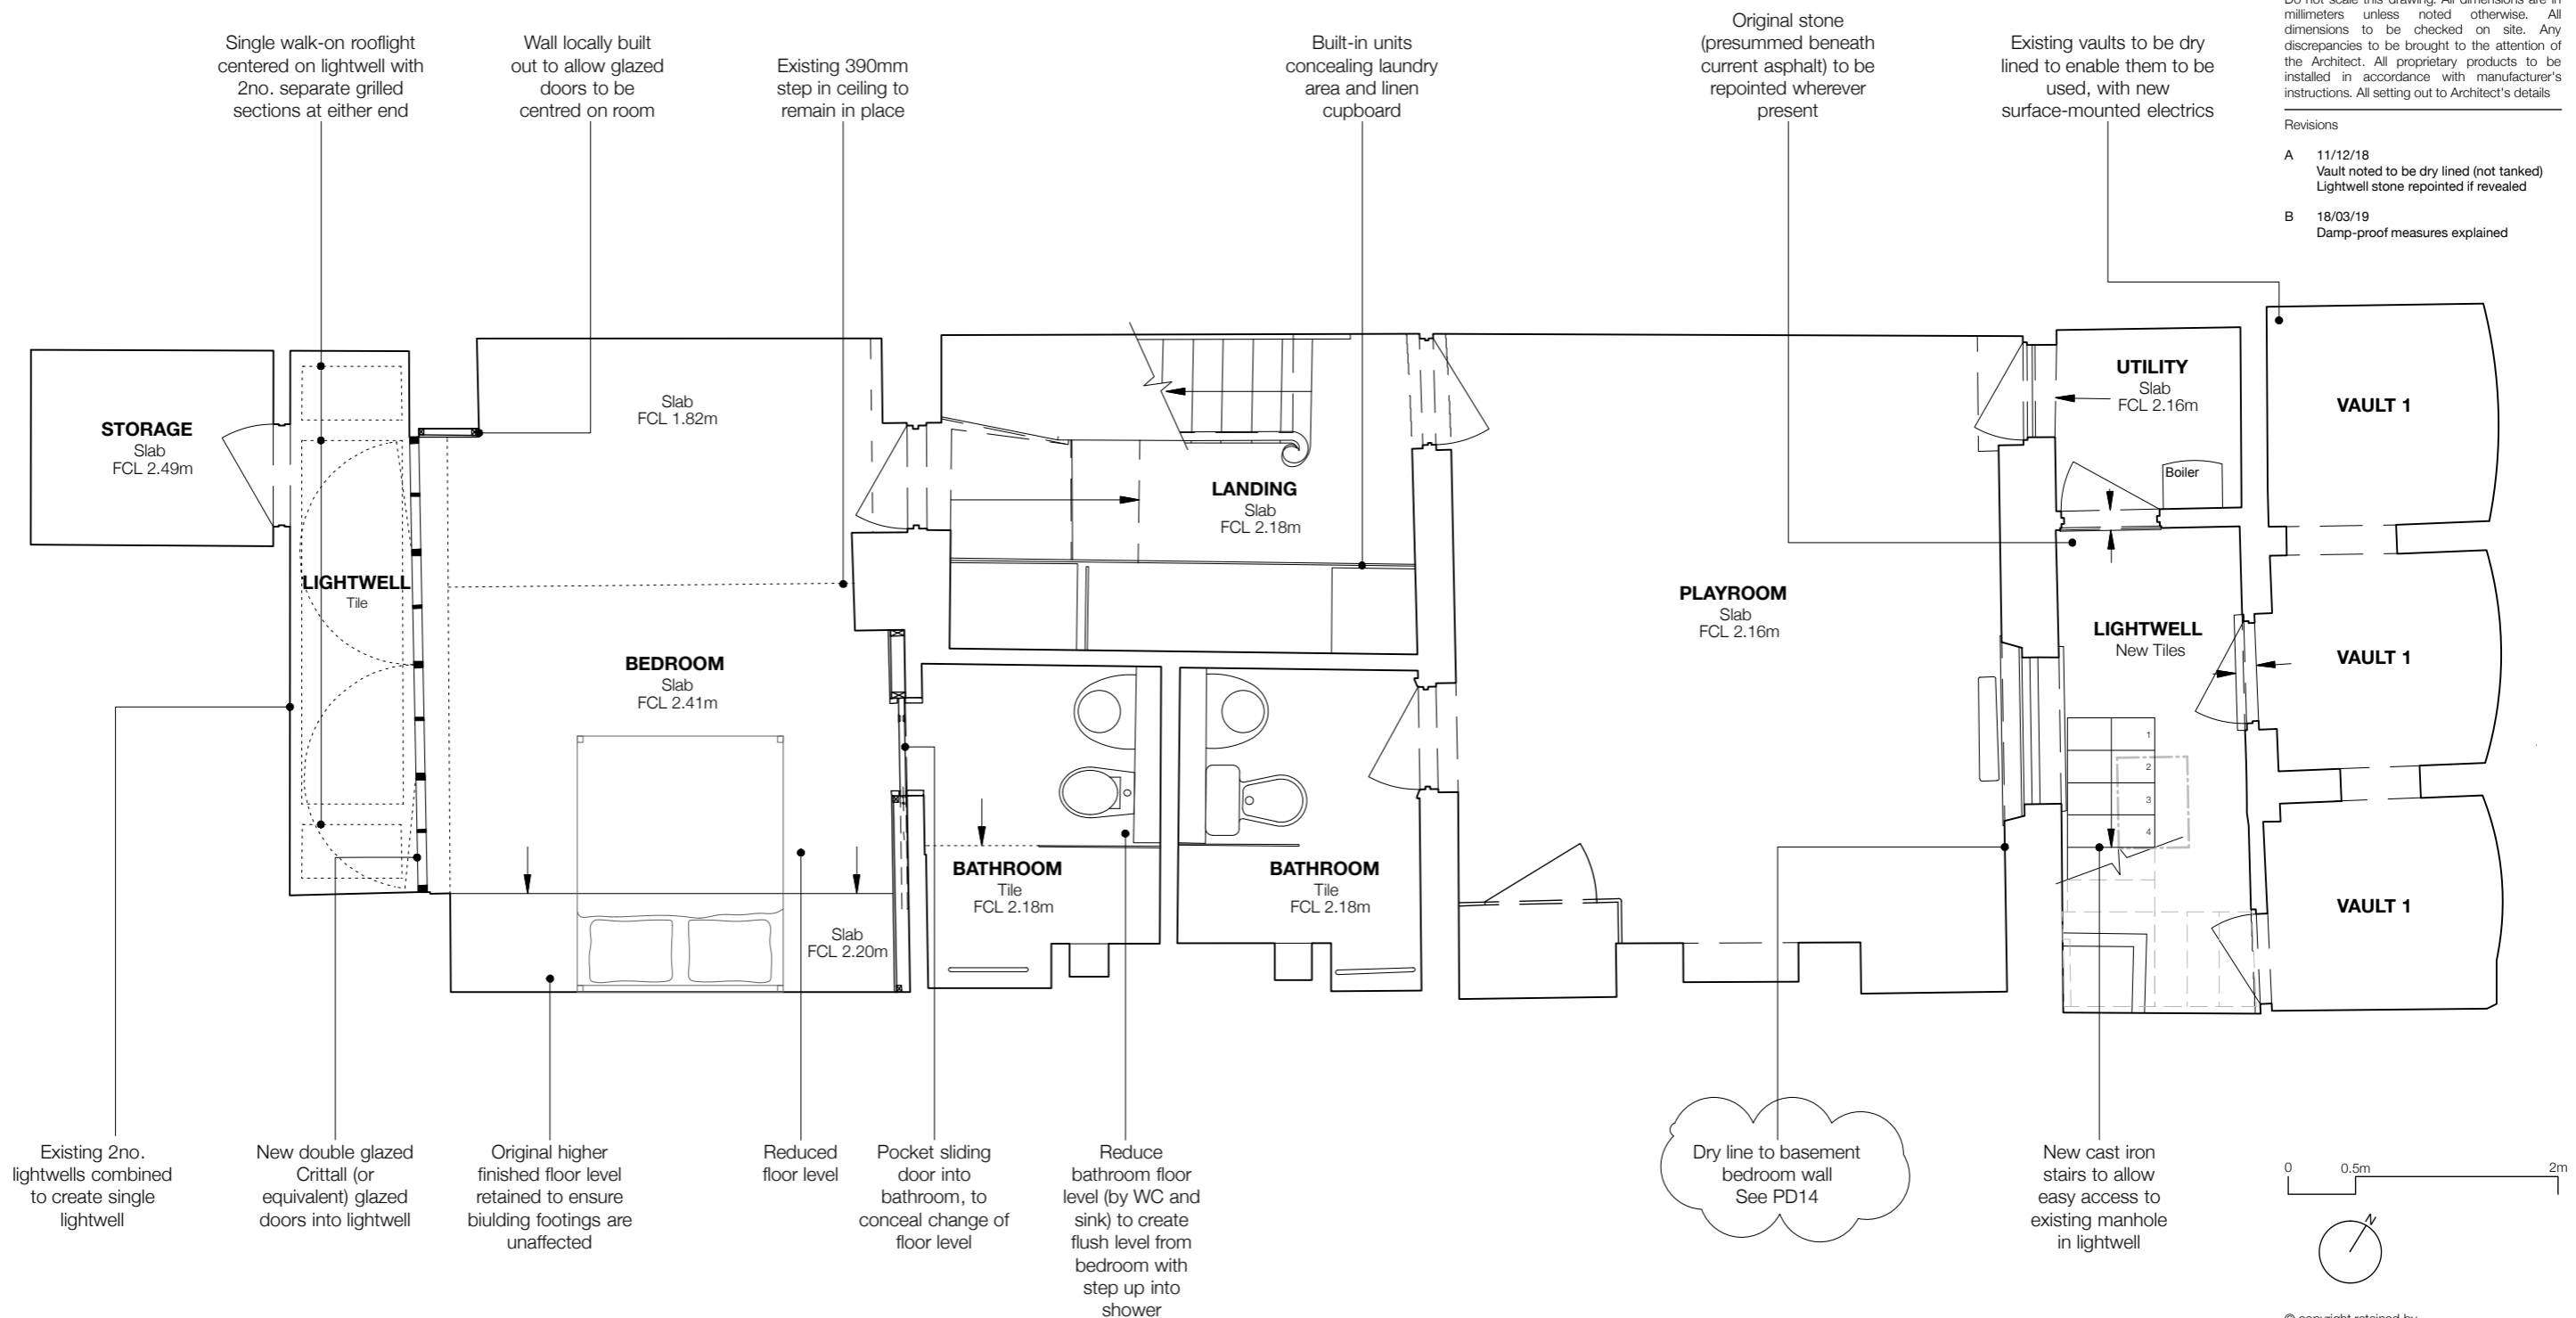 Single walk-on rooflight
centered on lightwell with
2no. separate grilled
sections at either end
Wall locally built
out to allow glazed
doors to be
centred on room
Existing 390mm
step in ceiling to
remain in place
Built-in units
concealing laundry
area and linen
cupboard
Original stone
(presummed beneath
current asphalt) to be
repointed wherever
present
Existing vaults to be dry
lined to enable them to be
used, with new
surface-mounted electrics
Do not scale this drawing. All dimensions are in
millimeters unless noted otherwise. All
dimensions to be checked on site. Any
discrepancies to be brought to the attention of
the Architect. All proprietary products to be
installed in accordance with manufacturer's
instructions. All setting out to Architect's details
Revisions
A 11/12/18
Vault noted to be dry lined (not tanked)
Lightwell stone repointed if revealed
B 18/03/19
Damp-proof measures explained
STORAGE
Slab
FCL 2.49m
LIGHTWELL
Tile
Slab
FCL 1.82m
BEDROOM
Slab
FCL 2.41m
Slab
FCL 2.20m
LANDING
Slab
FCL 2.18m
BATHROOM
Tile
FCL 2.18m
BATHROOM
Tile
FCL 2.18m
PLAYROOM
Slab
FCL 2.16m
UTILITY
Slab
FCL 2.16m
Boiler
LIGHTWELL
New Tiles
1
2
3
4
VAULT 1
VAULT 1
VAULT 1
Existing 2no.
lightwells combined
to create single
lightwell
New double glazed
Crittall (or
equivalent) glazed
doors into lightwell
Original higher
finished floor level
retained to ensure
biulding footings are
unaffected
Reduced
floor level
Pocket sliding
door into
bathroom, to
conceal change of
floor level
Reduce
bathroom floor
level (by WC and
sink) to create
flush level from
bedroom with
step up into
shower
Dry line to basement
bedroom wall
See PD14
New cast iron
stairs to allow
easy access to
existing manhole
in lightwell
0 0.5m 2m
N
© copyright retained by